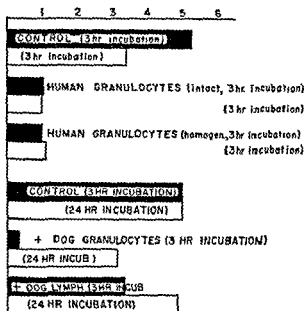 1 2 3 4 5 6
CONTROL (3hr incubation)
(3hr incubation)
HUMAN GRANULOCYTES (intact, 3hr incubation)
(3hr incubation)
HUMAN GRANULOCYTES (homogen., 3hr incubation)
(3hr incubation)
CONTROL (3HR INCUBATION)
(24 HR INCUBATION)
+ DOG GRANULOCYTES (3 HR INCUBATION)
(24 HR INCUB)
+ DOG LYMPH (3HR INCUB
(24 HR INCUBATION)